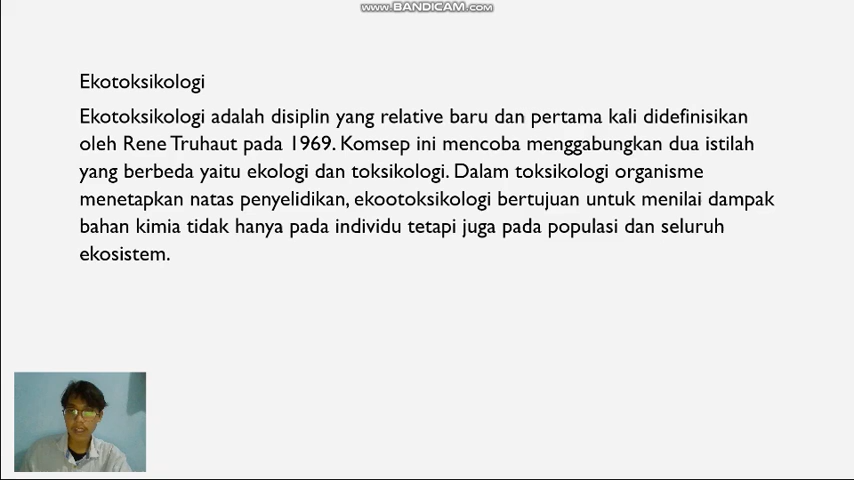 www.BANDICAM.com
Ekotoksikologi
Ekotoksikologi adalah disiplin yang relative baru dan pertama kali didefinisikan
oleh Rene Truhaut pada 1969. Komsep ini mencoba menggabungkan dua istilah
yang berbeda yaitu ekologi dan toksikologi. Dalam toksikologi organisme
menetapkan natas penyelidikan, ekootoksikologi bertujuan untuk menilai dampak
bahan kimia tidak hanya pada individu tetapi juga pada populasi dan seluruh
ekosistem.